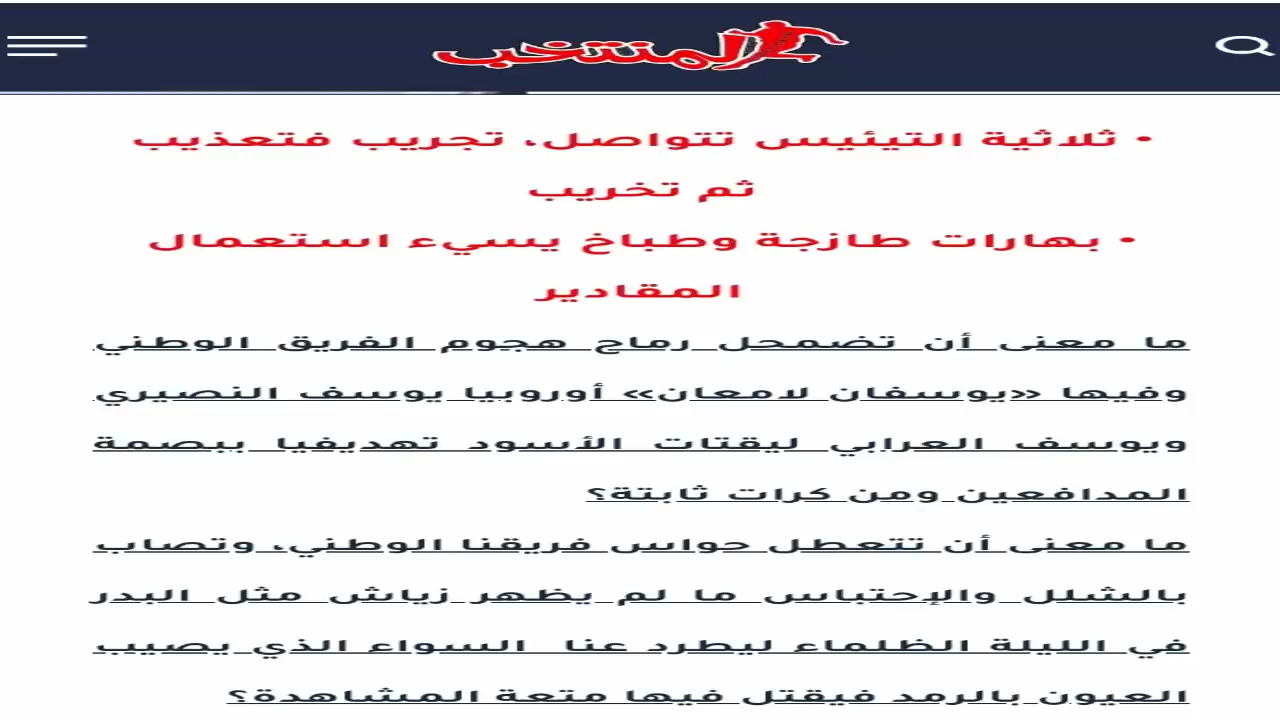 المنتخب
• ثلاثية التيئيس تتواصل، تجريب فتعذيب
ثم تخريب
• بهارات طازجة وطباخ يسيء استعمال
المقادير
ما معنى أن تضمحل رماح هجوم الفريق الوطني
وفيها «يوسفان لامعان» أوروبيا يوسف النصيري
ويوسف العرابي ليقتات الأسود تهديفيا ببصمة
المدافعين ومن كرات ثابتة؟
ما معنى أن تتعطل حواس فريقنا الوطني، وتصاب
بالشلل والإحتباس ما لم يظهر زياش مثل البدر
في الليلة الظلماء ليطرد عنا السواء الذي يصيب
العيون بالرمد فيقتل فيها متعة المشاهدة؟